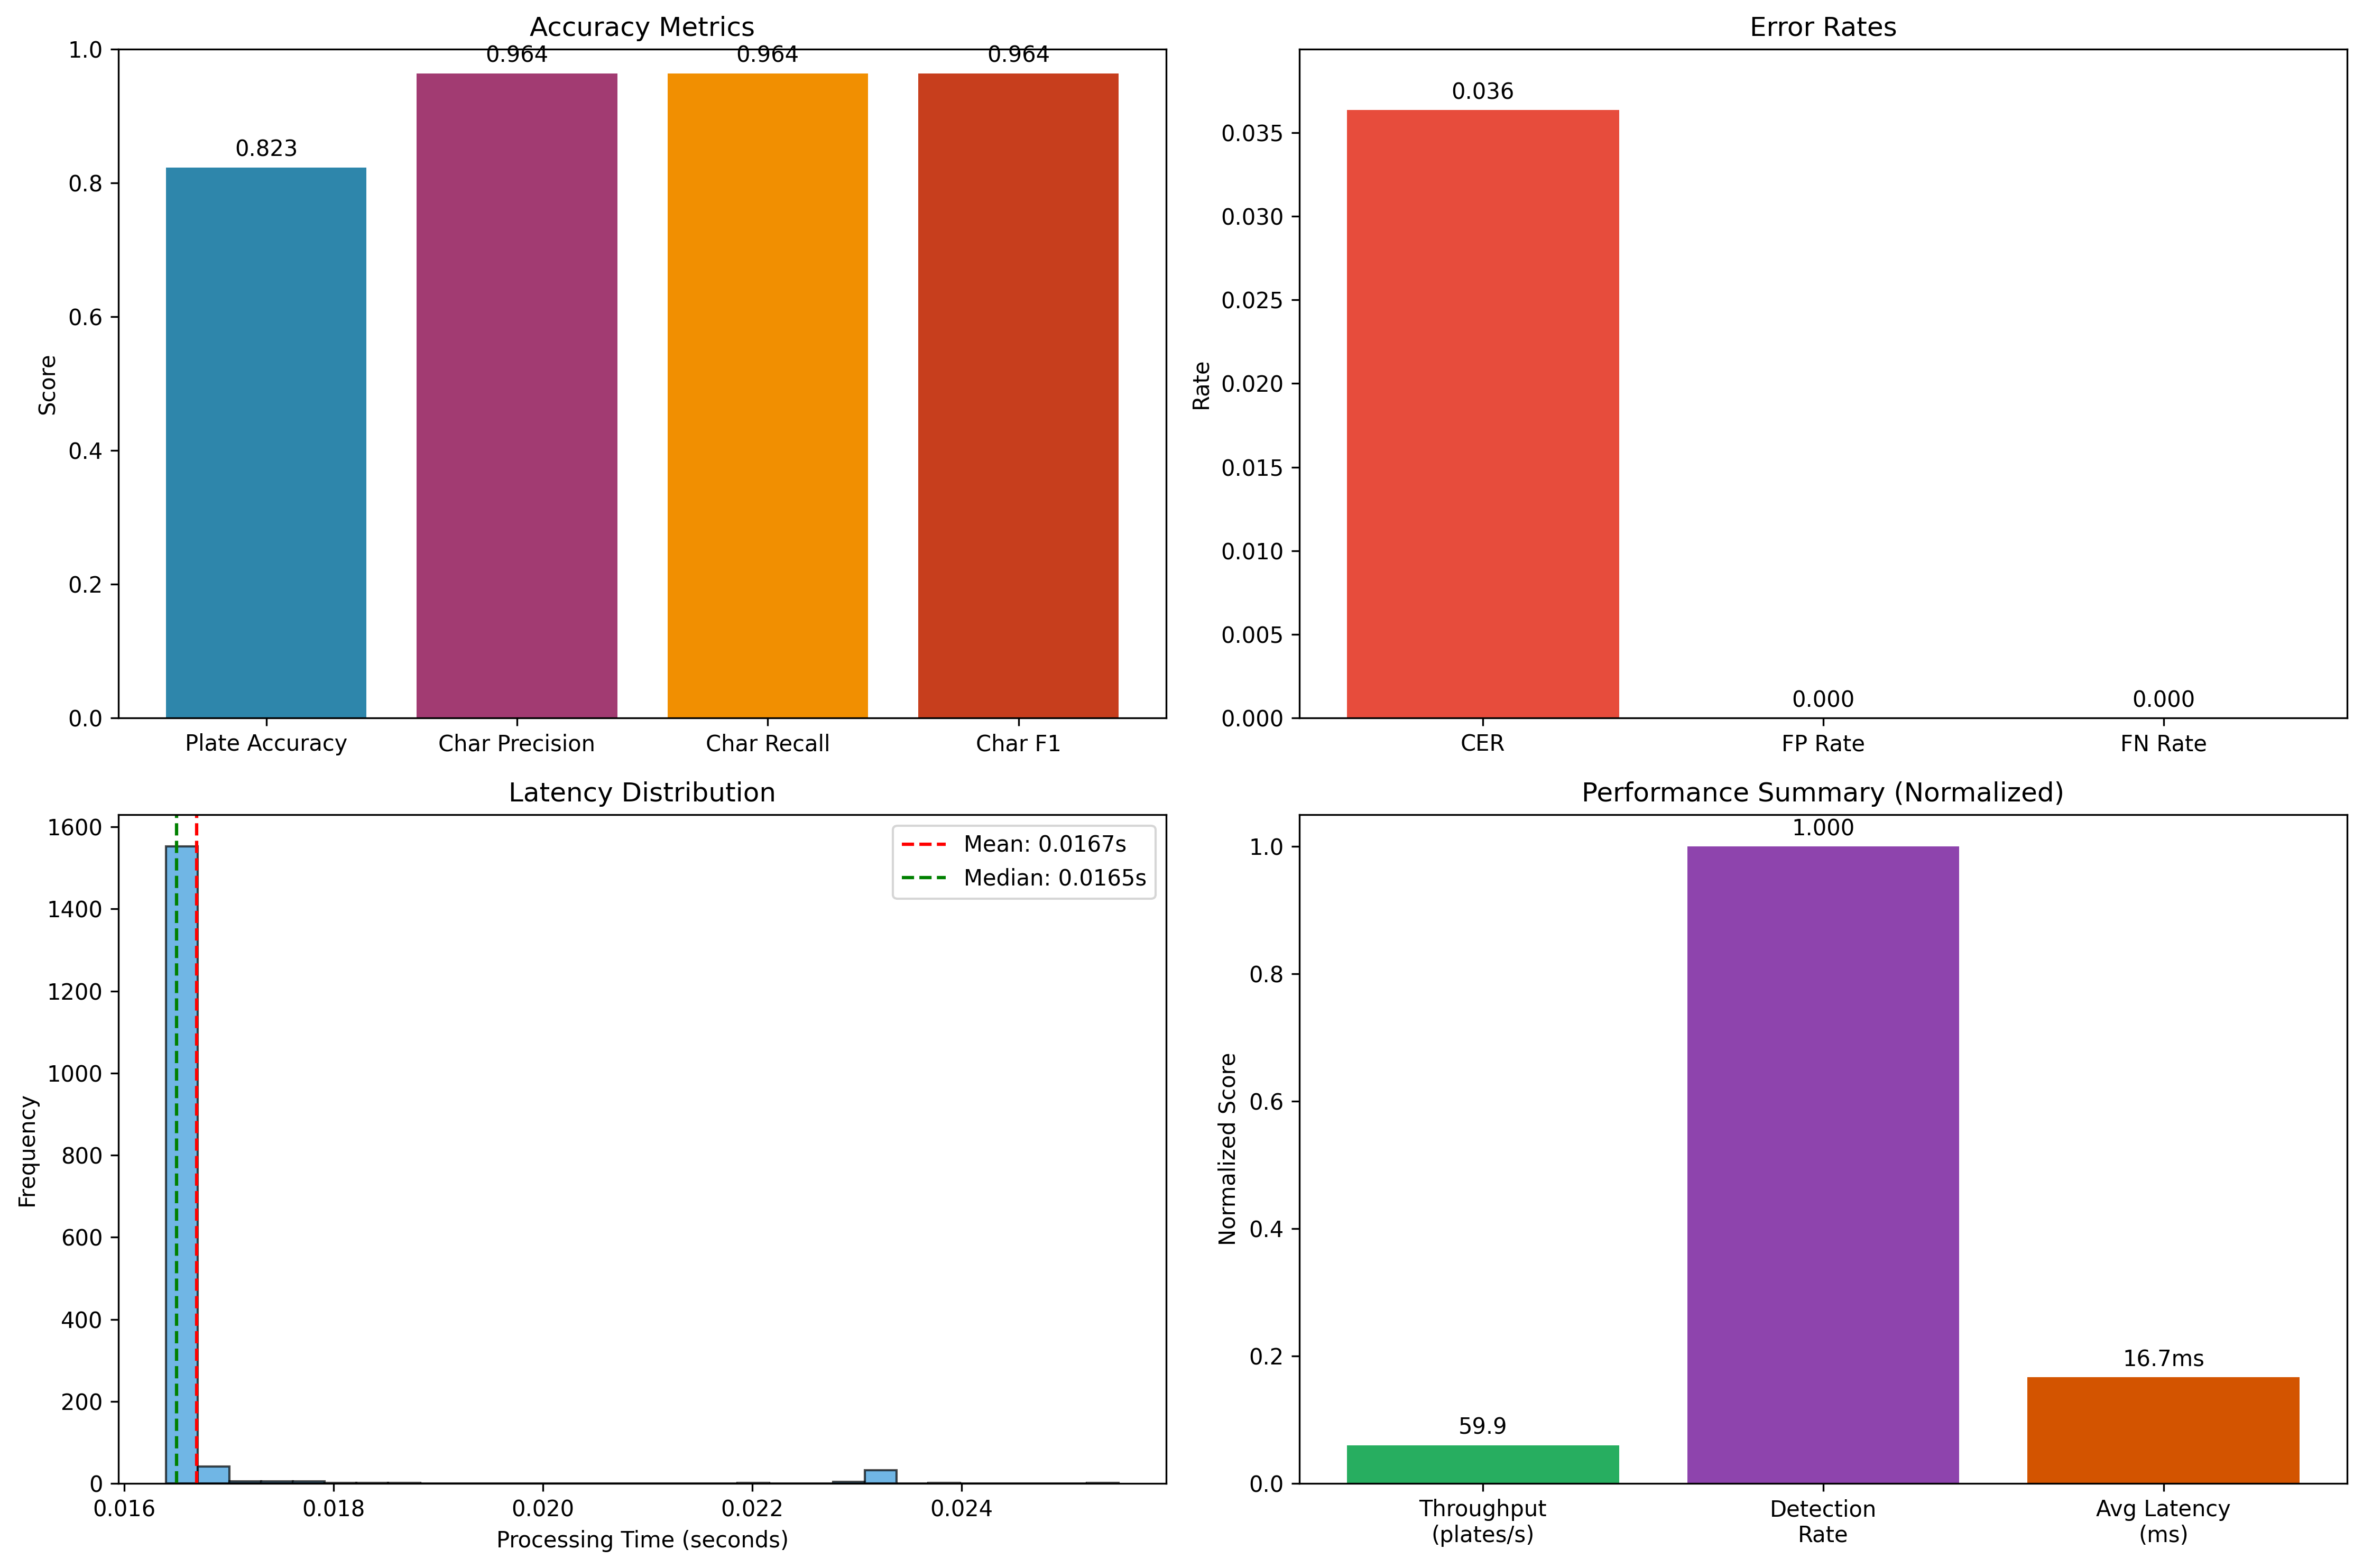 Accuracy Metrics
1.0
0.8
0.6
0.4
0.2
0.0
Score
0.823
0.964
0.964
0.964
Plate Accuracy
Char Precision
Char Recall
Char F1
Error Rates
0.035
0.030
0.025
0.020
0.015
0.010
0.005
0.000
Rate
0.036
0.000
0.000
CER
FP Rate
FN Rate
Latency Distribution
1600
1400
1200
1000
800
600
400
200
0
Frequency
Mean: 0.0167s
Median: 0.0165s
0.016
0.018
0.020
0.022
0.024
Processing Time (seconds)
Performance Summary (Normalized)
1.0
0.8
0.6
0.4
0.2
0.0
Normalized Score
59.9
1.000
16.7ms
Throughput
(plates/s)
Detection
Rate
Avg Latency
(ms)